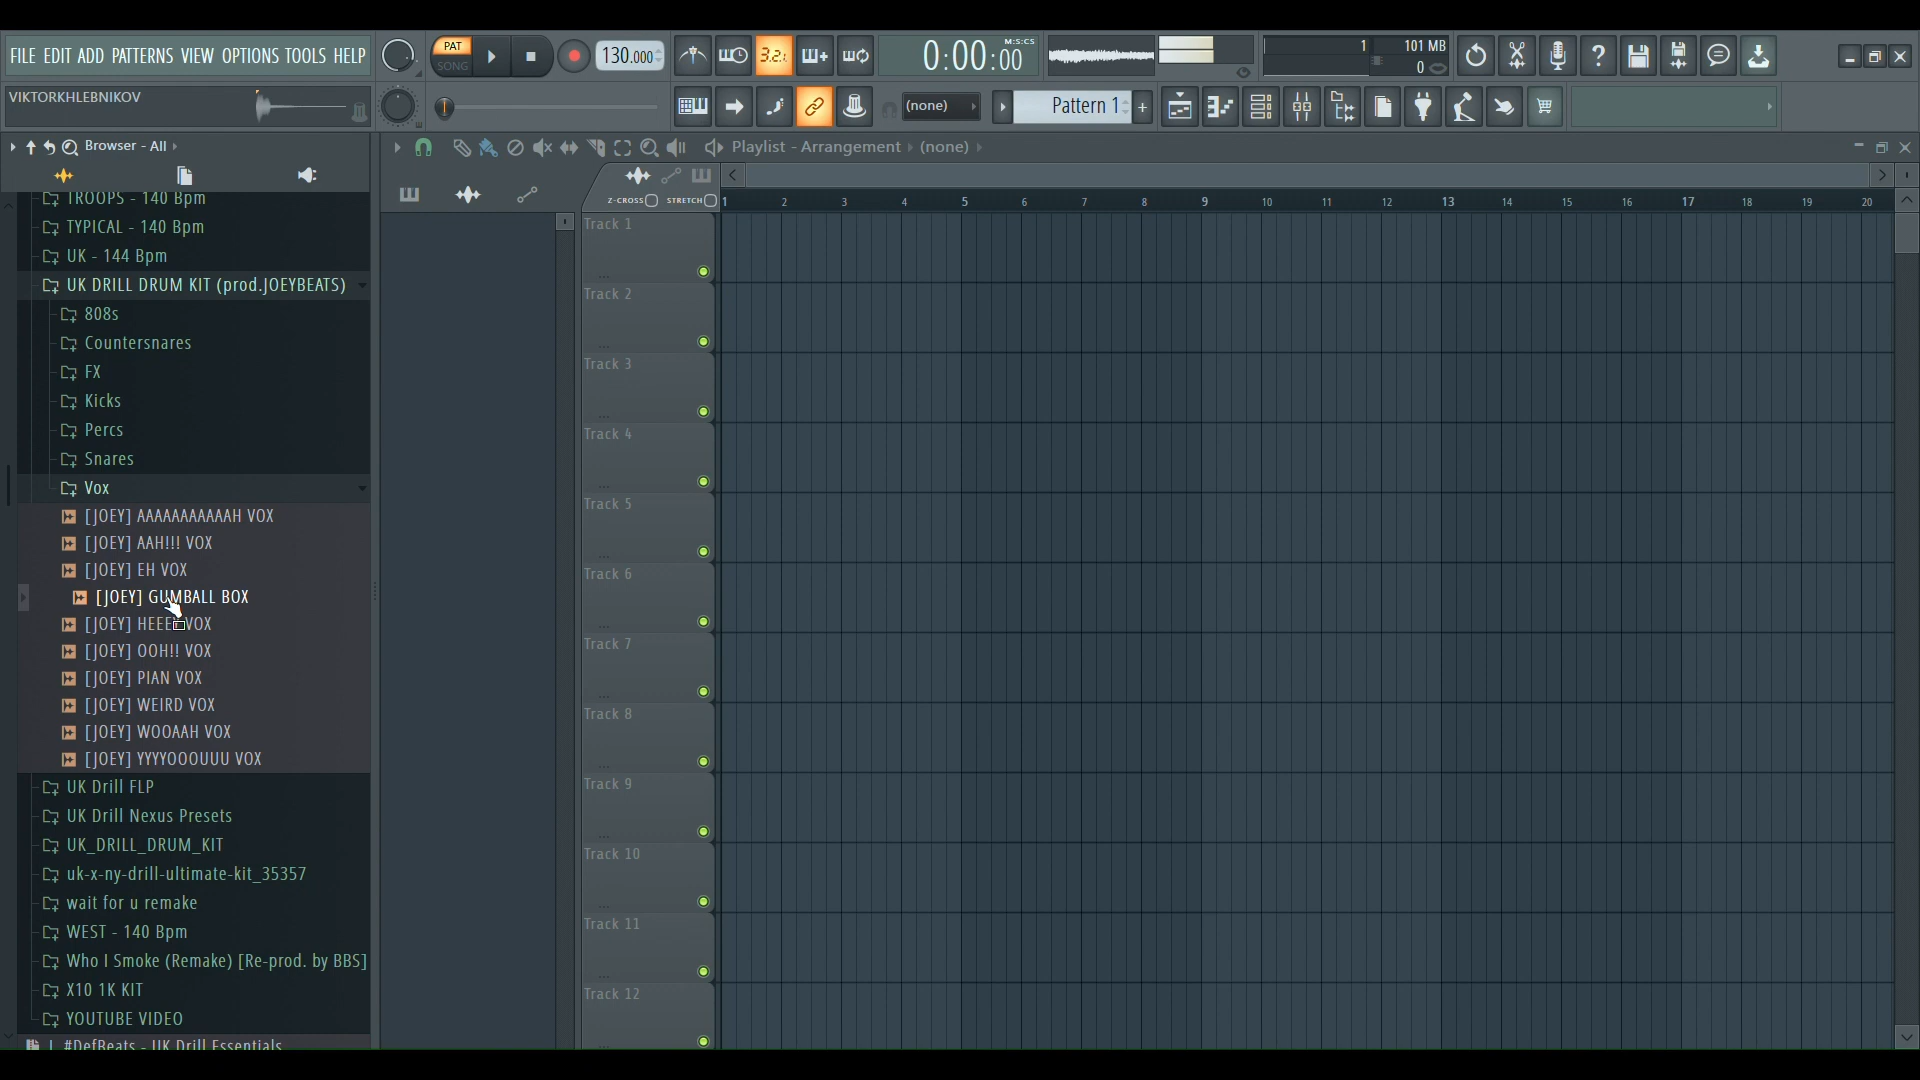 FILE EDIT ADD PATTERNS VIEW OPTIONS TOOLS HELP
PAT
SONG
130.000
3.2.
0:00:00
M:S:CS
1
101 MB
0
VIKTORKHLEBNIKOV
(none)
Pattern 1
+
Browser - All
Playlist - Arrangement (none)
Z-CROSS
STRETCH
1 2 3 4 5 6 7 8 9 10 11 12 13 14 15 16 17 18 19 20
TROOPS - 140 Bpm
TYPICAL - 140 Bpm
UK - 144 Bpm
UK DRILL DRUM KIT (prod.JOEYBEATS)
808s
Countersnares
FX
Kicks
Percs
Snares
Vox
[JOEY] AAAAAAAAAAAH VOX
[JOEY] AAH!!! VOX
[JOEY] EH VOX
[JOEY] GUMBALL BOX
[JOEY] VOX
[JOEY] OOH!! VOX
[JOEY] PIAN VOX
[JOEY] WEIRD VOX
[JOEY] WOOAAH VOX
[JOEY] YYYYOOOUUU VOX
UK Drill FLP
UK Drill Nexus Presets
UK_DRILL_DRUM_KIT
uk-x-ny-drill-ultimate-kit_35357
wait for u remake
WEST - 140 Bpm
Who I Smoke (Remake) [Re-prod. by BBS]
X10 1K KIT
YOUTUBE VIDEO
#DefBeats - UK Drill Essentials
Track 1
Track 2
Track 3
Track 4
Track 5
Track 6
Track 7
Track 8
Track 9
Track 10
Track 11
Track 12